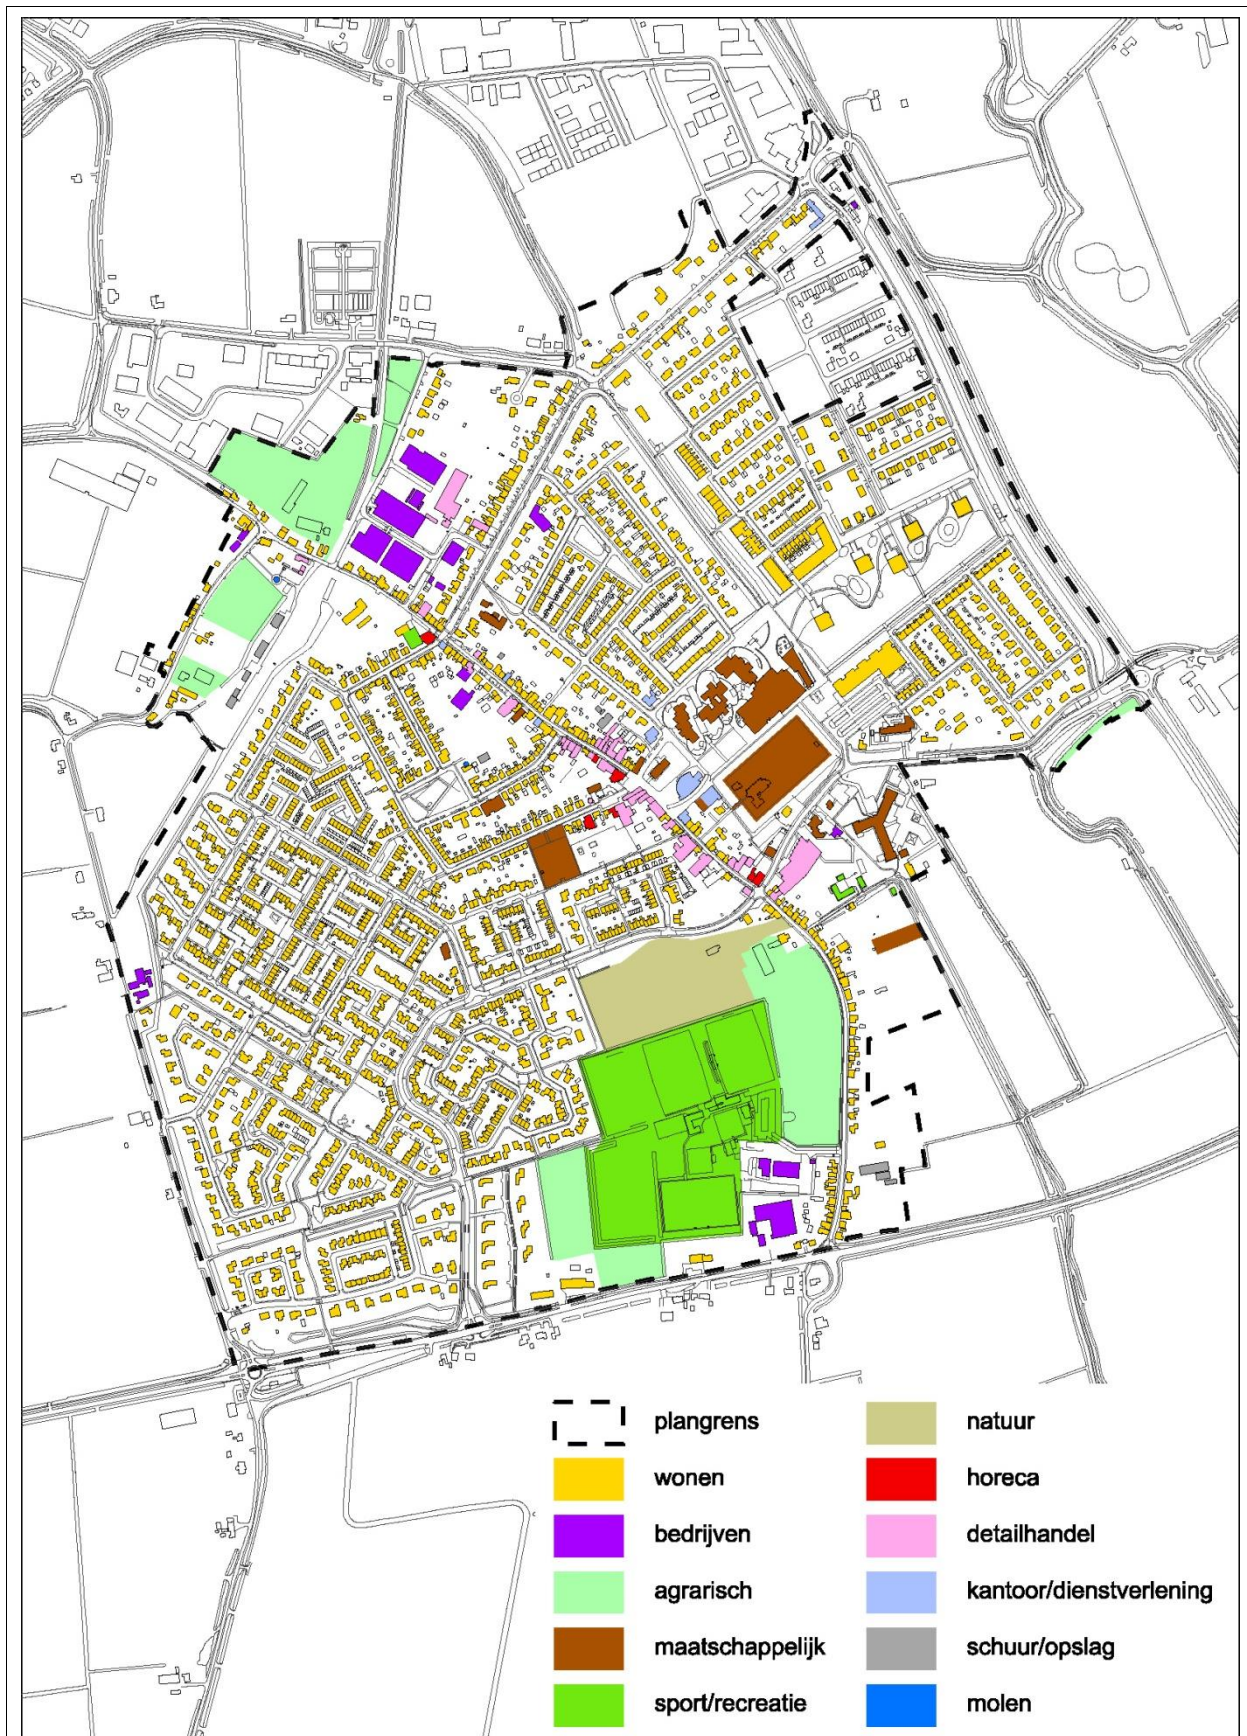 plangrens
natuur
wonen
horeca
bedrijven
detailhandel
agrarisch
kantoor/dienstverlening
maatschappelijk
schuur/opslag
sport/recreatie
molen